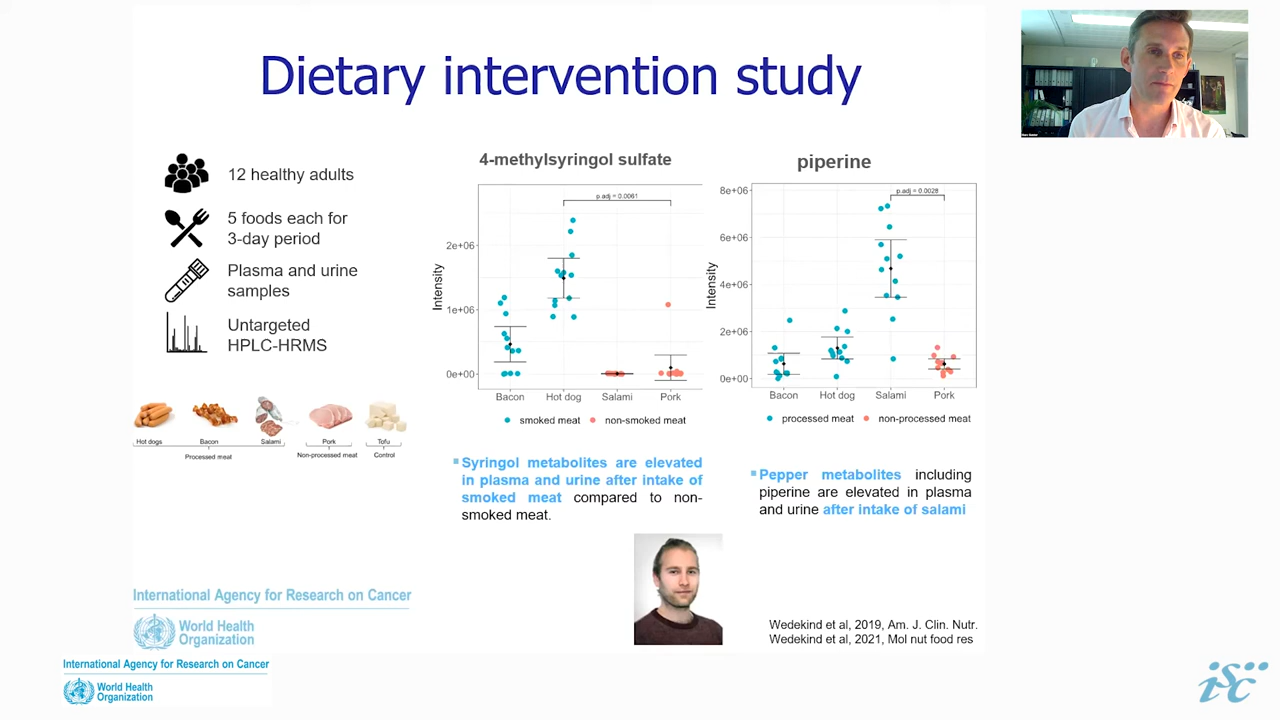 Dietary intervention study
12 healthy adults
5 foods each for
3-day period
Plasma and urine
samples
Untargeted
HPLC-HRMS
Hot dogs
Bacon
Salami
Pork
Tofu
Processed meat
Non-processed meat
Control
4-methylsyringol sulfate
p.adj = 0.0061
Intensity
2e+06
1e+06
0e+00
Bacon
Hot dog
Salami
Pork
smoked meat
non-smoked meat
Syringol metabolites are elevated
in plasma and urine after intake of
smoked meat compared to non-
smoked meat.
piperine
p.adj = 0.0028
Intensity
8e+06
6e+06
4e+06
2e+06
0e+00
Bacon
Hot dog
Salami
Pork
processed meat
non-processed meat
Pepper metabolites including
piperine are elevated in plasma
and urine after intake of salami
Wedekind et al, 2019, Am. J. Clin. Nutr.
Wedekind et al, 2021, Mol nut food res
International Agency for Research on Cancer
World Health
Organization
International Agency for Research on Cancer
World Health
Organization
isc